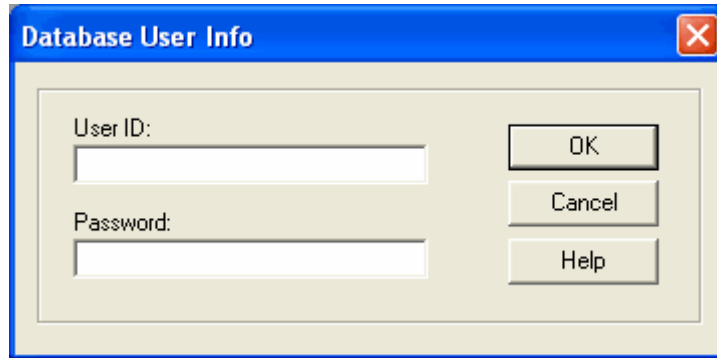 Database User Info
User ID:
OK
Cancel
Password:
Help